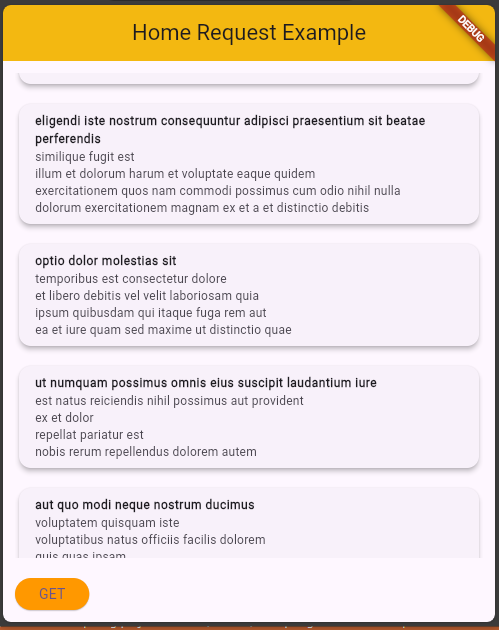 Home Request Example
DEBUG
eligendi iste nostrum consequuntur adipisci praesentium sit beatae
perferendis
similique fugit est
illum et dolorum harum et voluptate eaque quidem
exercitationem quos nam commodi possimus cum odio nihil nulla
dolorum exercitationem magnam ex et a et distinctio debitis
optio dolor molestias sit
temporibus est consectetur dolore
et libero debitis vel velit laboriosam quia
ipsum quibusdam qui itaque fuga rem aut
ea et iure quam sed maxime ut distinctio quae
ut numquam possimus omnis eius suscipit laudantium iure
est natus reiciendis nihil possimus aut provident
ex et dolor
repellat pariatur est
nobis rerum repellendus dolorem autem
aut quo modi neque nostrum ducimus
voluptatem quisquam iste
voluptatibus natus officiis facilis dolorem
quis quas ipsam
GET